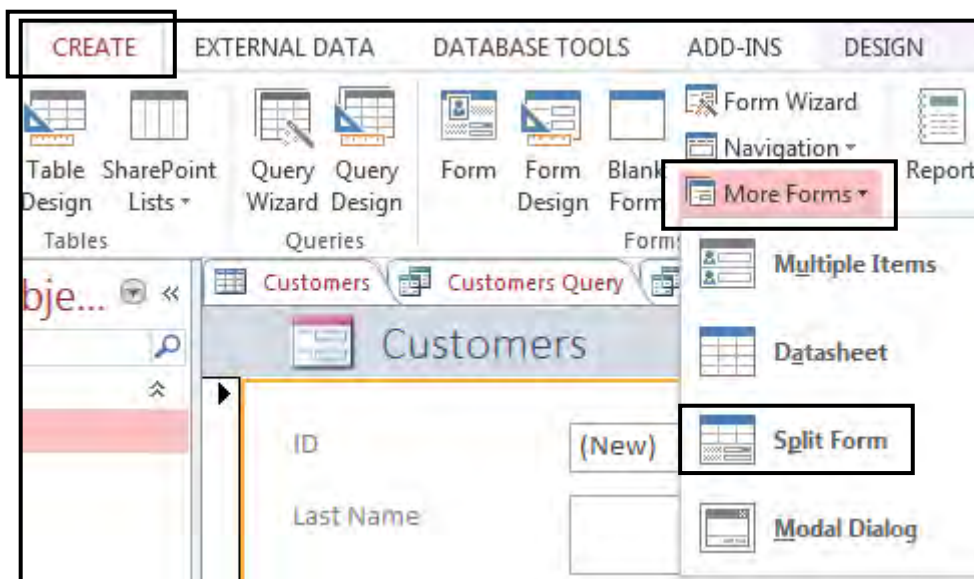 CREATE EXTERNAL DATA DATABASE TOOLS ADD-INS DESIGN
Table Design
SharePoint Lists
Query Wizard
Query Design
Form
Form Design
Blank Form
Form Wizard
Navigation
More Forms
Report
Tables
Queries
Forms
Multiple Items
Datasheet
Split Form
Modal Dialog
bje...
Customers
Customers Query
Customers
ID
(New)
Last Name